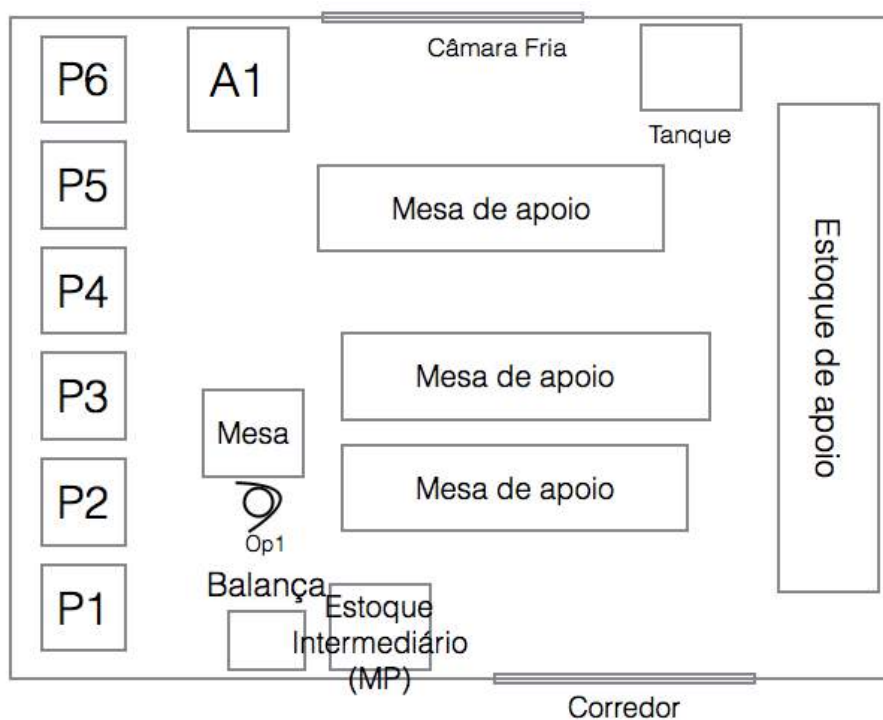 Câmara Fria
P6
A1
Tanque
P5
Mesa de apoio
P4
Estoque de apoio
Mesa de apoio
P3
Mesa
Mesa de apoio
P2
Op1
Balança
Estoque
Intermediário
(MP)
P1
Corredor